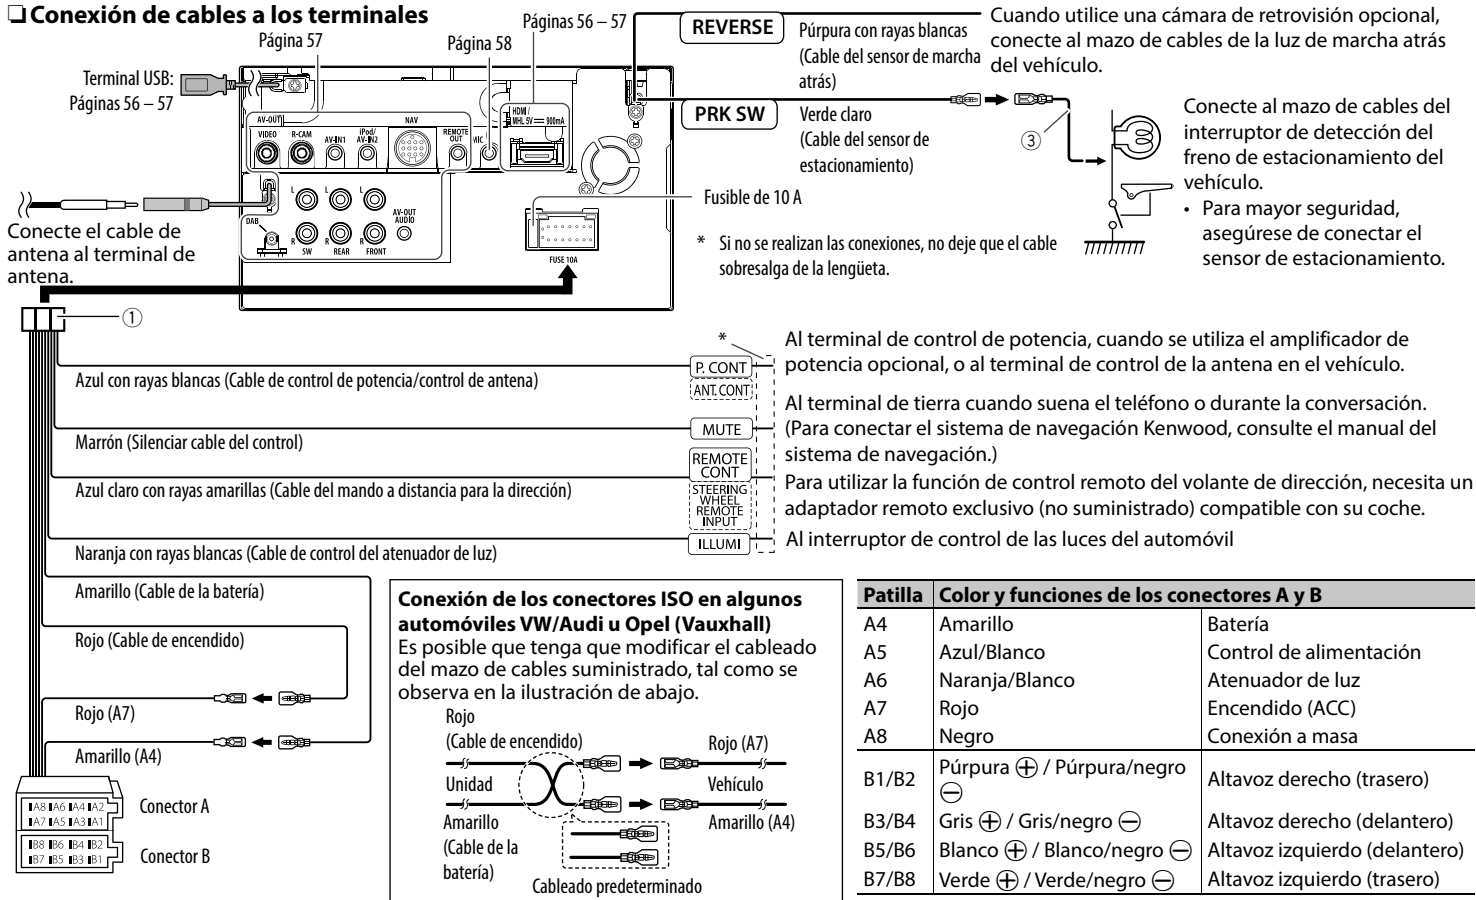 ❏ Conexión de cables a los terminales
Página 57
Página 58
Páginas 56 – 57
Terminal USB:
Páginas 56 – 57
REVERSE
Púrpura con rayas blancas
(Cable del sensor de marcha
atrás)
Cuando utilice una cámara de retrovisión opcional,
conecte al mazo de cables de la luz de marcha atrás
del vehículo.
PRK SW
Verde claro
(Cable del sensor de
estacionamiento)
③
Conecte al mazo de cables del
interruptor de detección del
freno de estacionamiento del
vehículo.
• Para mayor seguridad,
asegúrese de conectar el
sensor de estacionamiento.
AV-OUT
VIDEO
R-CAM
AV-IN1
iPod/
AV-IN2
NAV
REMOTE
OUT
MIC
HDMI /
MHL 5V ⎓ 900mA
DAB
L
L
L
R
R
R
SW
REAR
FRONT
AV-OUT
AUDIO
FUSE 10A
Fusible de 10 A
* Si no se realizan las conexiones, no deje que el cable
sobresalga de la lengüeta.
Conecte el cable de
antena al terminal de
antena.
①
*
Azul con rayas blancas (Cable de control de potencia/control de antena)
P. CONT
ANT. CONT
Al terminal de control de potencia, cuando se utiliza el amplificador de
potencia opcional, o al terminal de control de la antena en el vehículo.
Marrón (Silenciar cable del control)
MUTE
Al terminal de tierra cuando suena el teléfono o durante la conversación.
(Para conectar el sistema de navegación Kenwood, consulte el manual del
sistema de navegación.)
Azul claro con rayas amarillas (Cable del mando a distancia para la dirección)
REMOTE
CONT
STEERING
WHEEL
REMOTE
INPUT
Para utilizar la función de control remoto del volante de dirección, necesita un
adaptador remoto exclusivo (no suministrado) compatible con su coche.
Naranja con rayas blancas (Cable de control del atenuador de luz)
ILLUMI
Al interruptor de control de las luces del automóvil
Amarillo (Cable de la batería)
Rojo (Cable de encendido)
Rojo (A7)
Amarillo (A4)
A8 A6 A4 A2
A7 A5 A3 A1
Conector A
B8 B6 B4 B2
B7 B5 B3 B1
Conector B
Conexión de los conectores ISO en algunos
automóviles VW/Audi u Opel (Vauxhall)
Es posible que tenga que modificar el cableado
del mazo de cables suministrado, tal como se
observa en la ilustración de abajo.
Rojo
(Cable de encendido)
Rojo (A7)
Unidad
Vehículo
Amarillo
(Cable de la
batería)
Amarillo (A4)
Cableado predeterminado
Patilla Color y funciones de los conectores A y B
A4 Amarillo Batería
A5 Azul/Blanco Control de alimentación
A6 Naranja/Blanco Atenuador de luz
A7 Rojo Encendido (ACC)
A8 Negro Conexión a masa
B1/B2 Púrpura ⊕ / Púrpura/negro ⊖ Altavoz derecho (trasero)
B3/B4 Gris ⊕ / Gris/negro ⊖ Altavoz derecho (delantero)
B5/B6 Blanco ⊕ / Blanco/negro ⊖ Altavoz izquierdo (delantero)
B7/B8 Verde ⊕ / Verde/negro ⊖ Altavoz izquierdo (trasero)